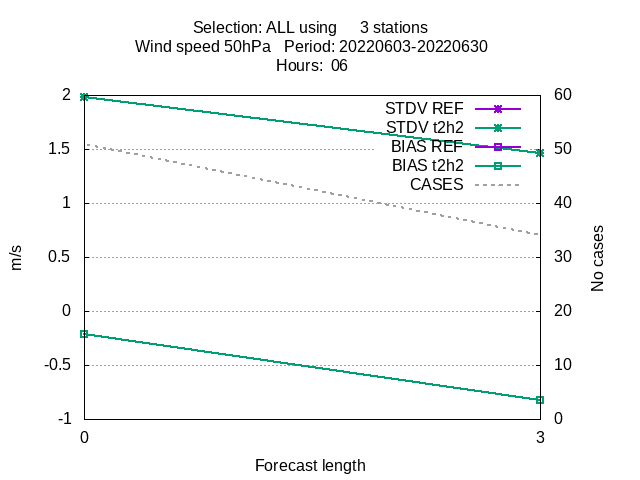 Selection: ALL using 3 stations
Wind speed 50hPa Period: 20220603-20220630
Hours: 06
2 60
STDV REF
STDV t2h2
1.5 BIAS REF 50
BIAS t2h2
CASES
1 40
0.5 30
m/s No cases
0 20
-0.5 10
-1 0
0 3
Forecast length